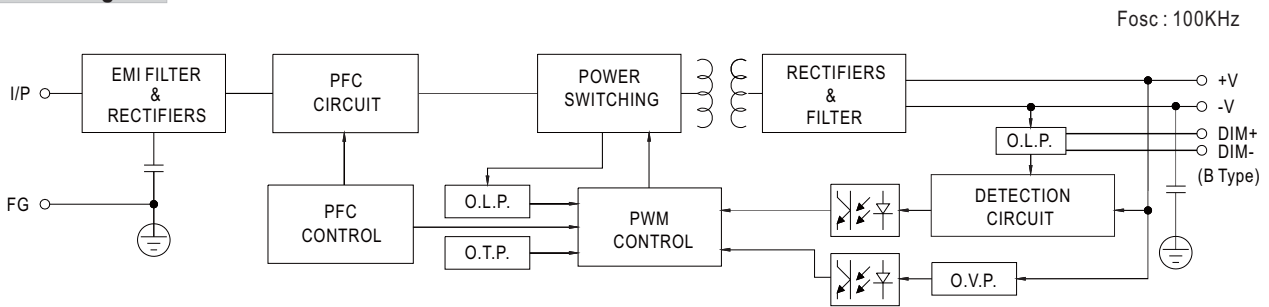 Fosc : 100KHz
I/P
EMI FILTER
&
RECTIFIERS
PFC
CIRCUIT
POWER
SWITCHING
RECTIFIERS
&
FILTER
+V
-V
DIM+
DIM-
(B Type)
O.L.P.
FG
PFC
CONTROL
O.L.P.
O.T.P.
PWM
CONTROL
DETECTION
CIRCUIT
O.V.P.